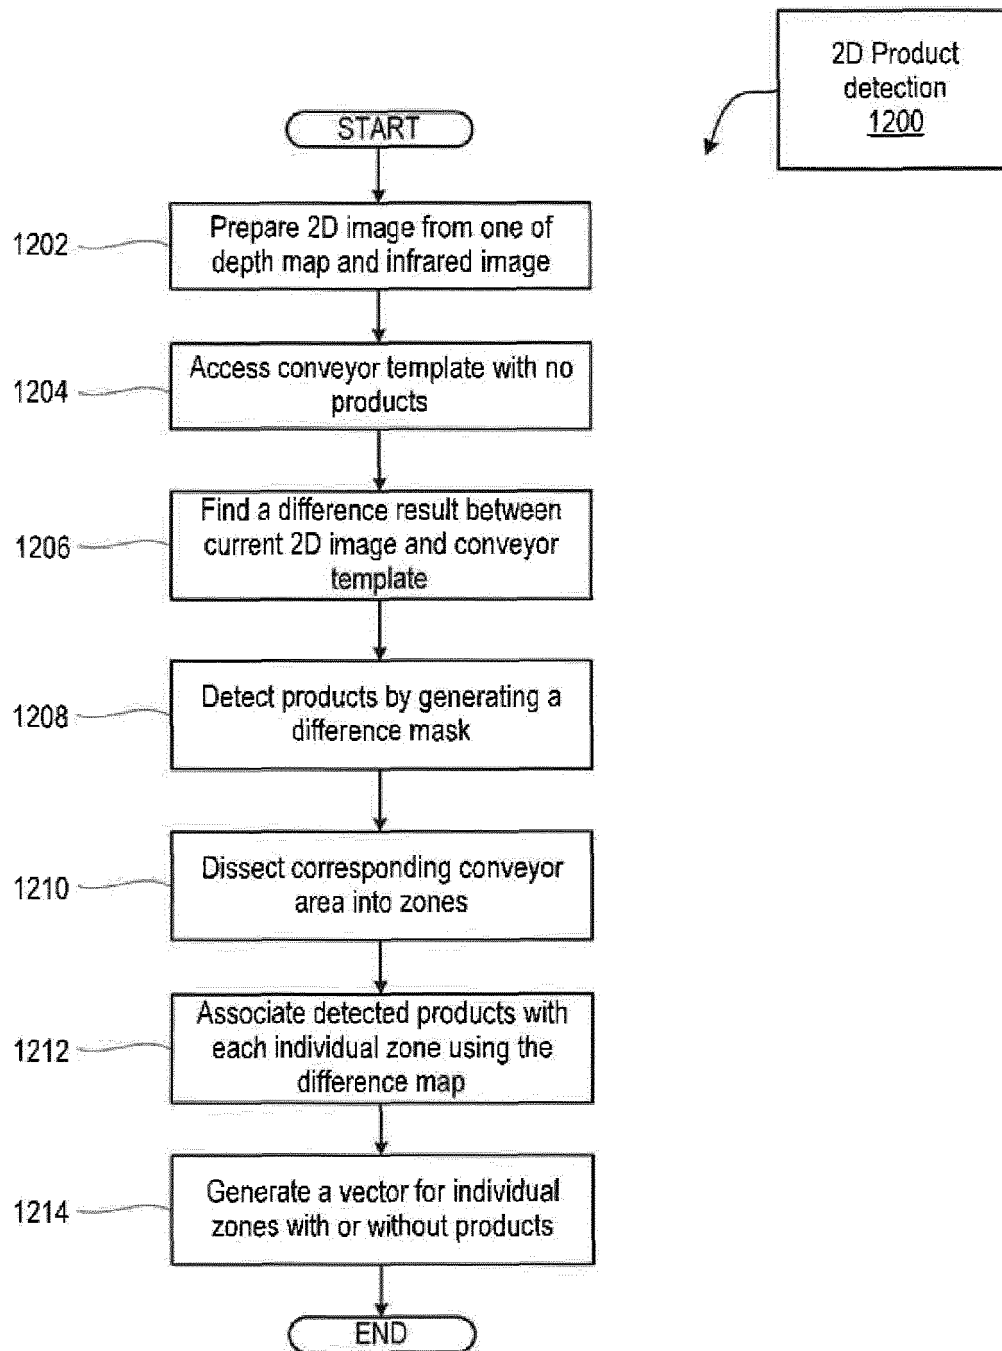 2D Product
detection
1200
START
1202
Prepare 2D image from one of
depth map and infrared image
1204
Access conveyor template with no
products
1206
Find a difference result between
current 2D image and conveyor
template
1208
Detect products by generating a
difference mask
1210
Dissect corresponding conveyor
area into zones
1212
Associate detected products with
each individual zone using the
difference map
1214
Generate a vector for individual
zones with or without products
END